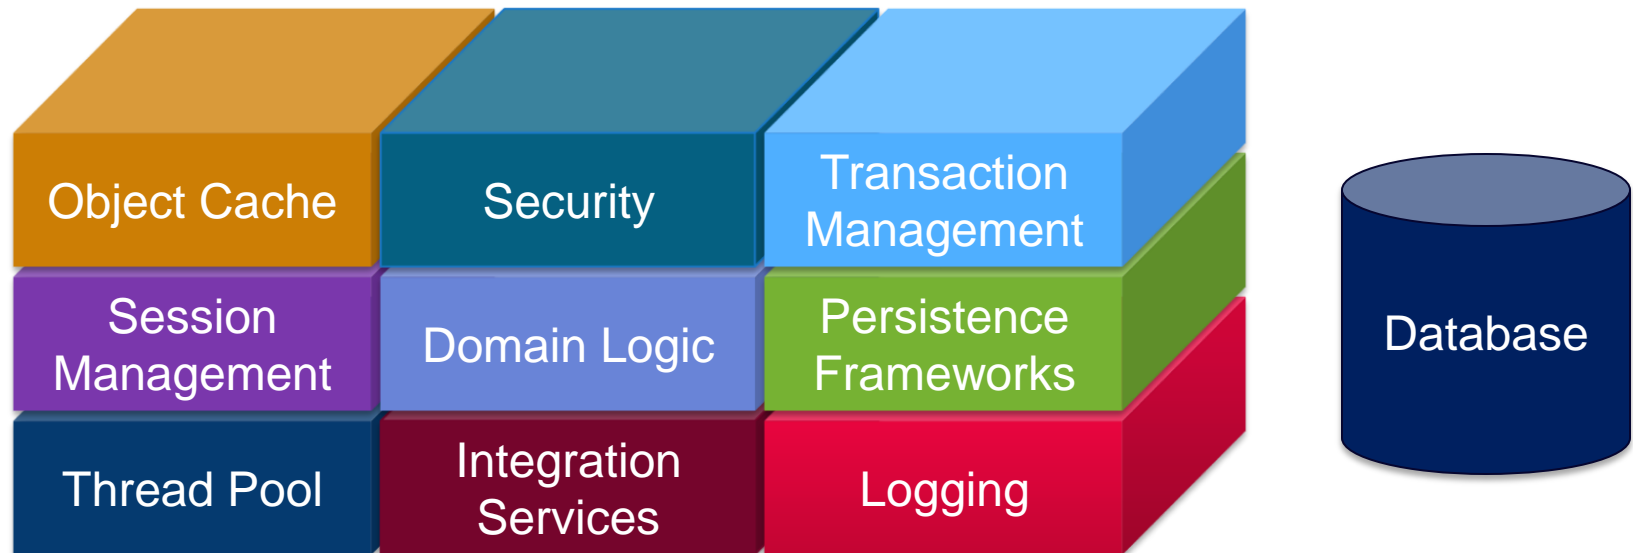 Object Cache
Security
Transaction
Management
Session
Management
Domain Logic
Persistence
Frameworks
Thread Pool
Integration
Services
Logging
Database